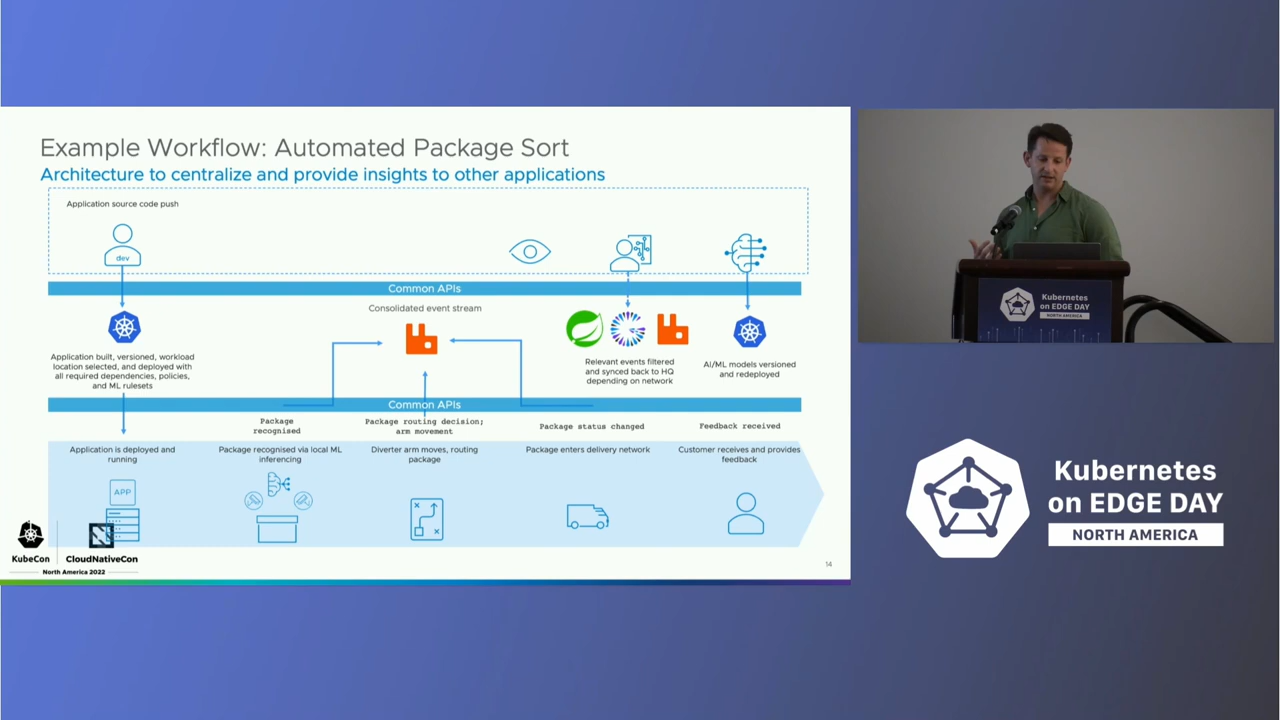 Example Workflow: Automated Package Sort
Architecture to centralize and provide insights to other applications
Application source code push
dev
Common APIs
Consolidated event stream
Application built, versioned, workload
location selected, and deployed with
all required dependencies, policies,
and ML rulesets
Relevant events filtered
and synced back to HQ
depending on network
AI/ML models versioned
and redeployed
Common APIs
Package
recognised
Package routing decision;
arm movement
Package status changed
Feedback received
Application is deployed and
running
Package recognised via local ML
inferencing
Diverter arm moves, routing
package
Package enters delivery network
Customer receives and provides
feedback
APP
KubeCon
CloudNativeCon
North America 2022
14
Kubernetes
on EDGE DAY
NORTH AMERICA
Kubernetes
on EDGE DAY
NORTH AMERICA